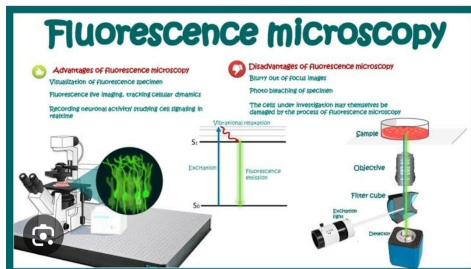 Fluorescence microscopy
Advantages of fluorescence microscopy
Visualization of fluorescence specimen
Fluorescence live imaging, tracking cellular dynamics
Recording neuronal activity/ studying cell signaling in
realtime
Disadvantages of fluorescence microscopy
Blurry out of focus images
Photo bleaching of specimen
The cells under investigation may themselves be
damaged by the process of fluorescence microscopy
Vibrational relaxation
S₁
Excitation
Fluorescence
emission
S₀
Sample
Objective
Filter cube
Excitation
light
Detector